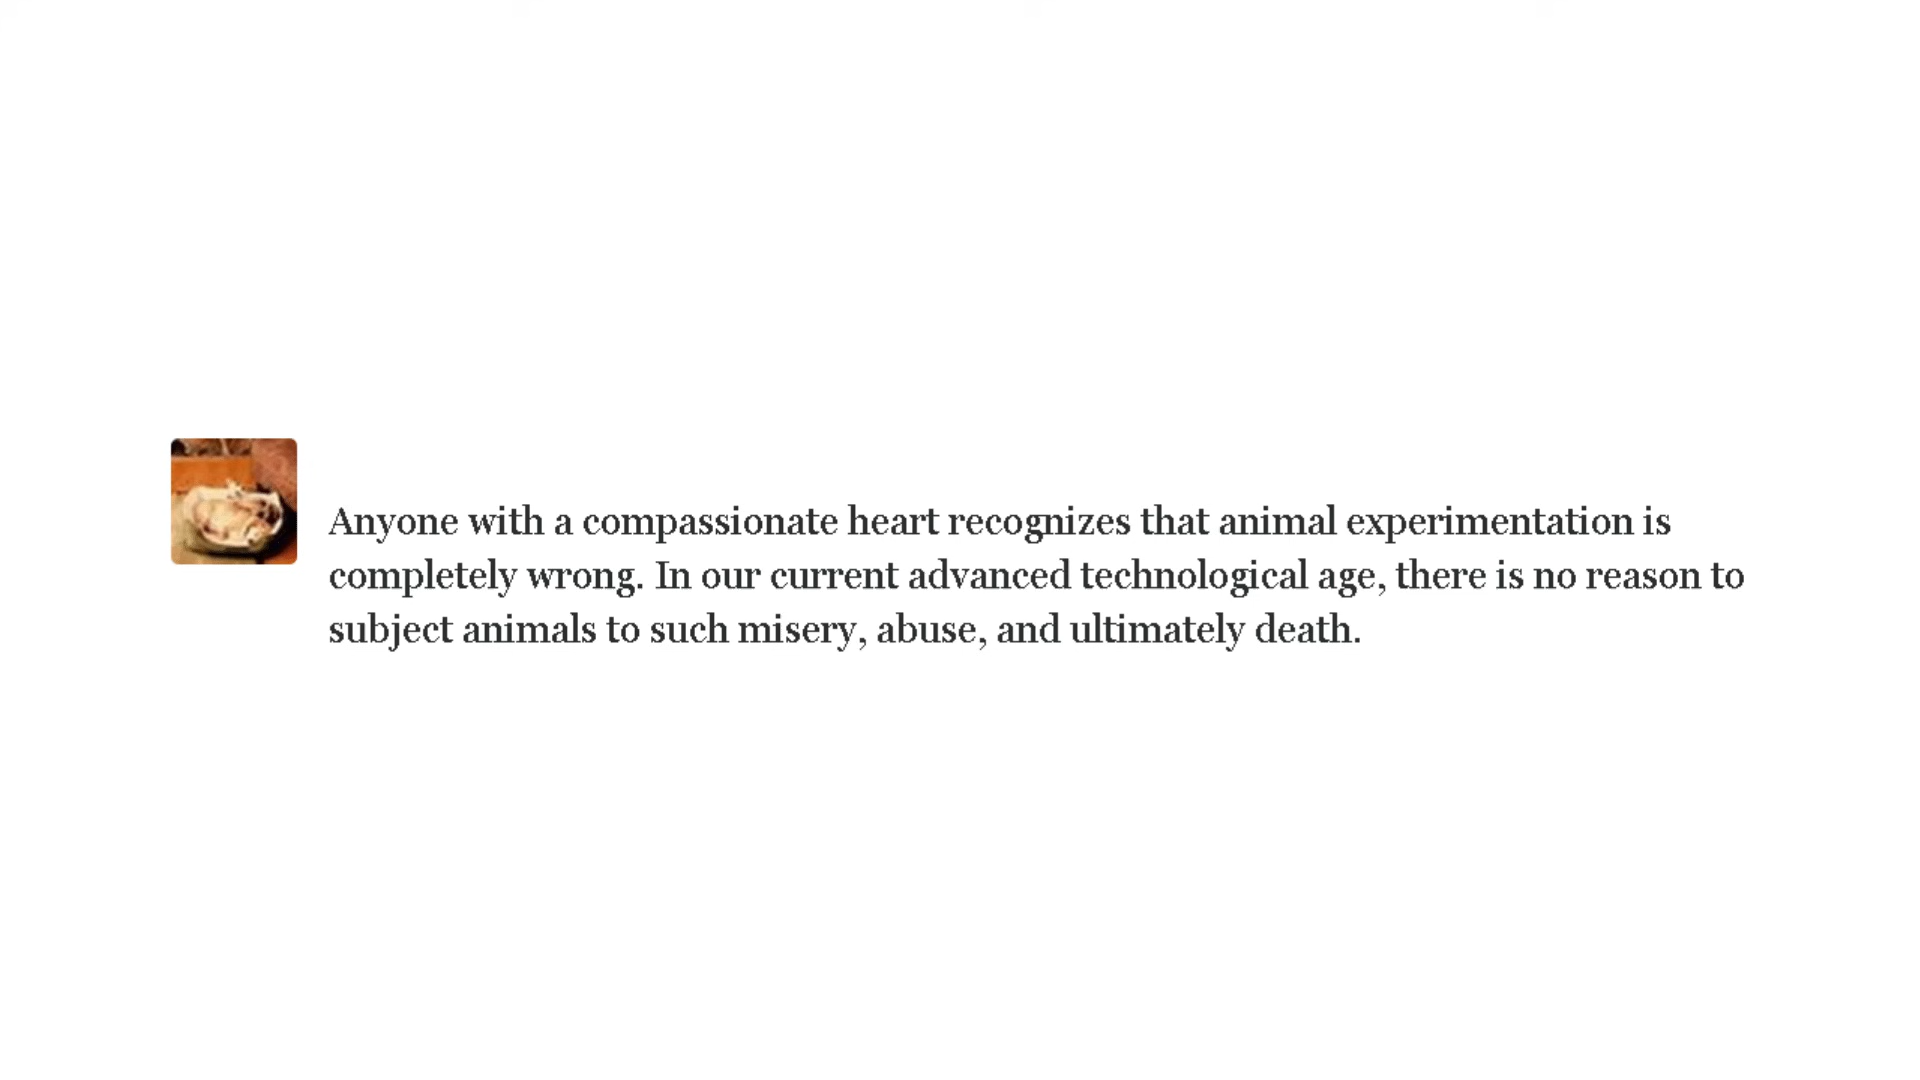 Anyone with a compassionate heart recognizes that animal experimentation is
completely wrong. In our current advanced technological age, there is no reason to
subject animals to such misery, abuse, and ultimately death.